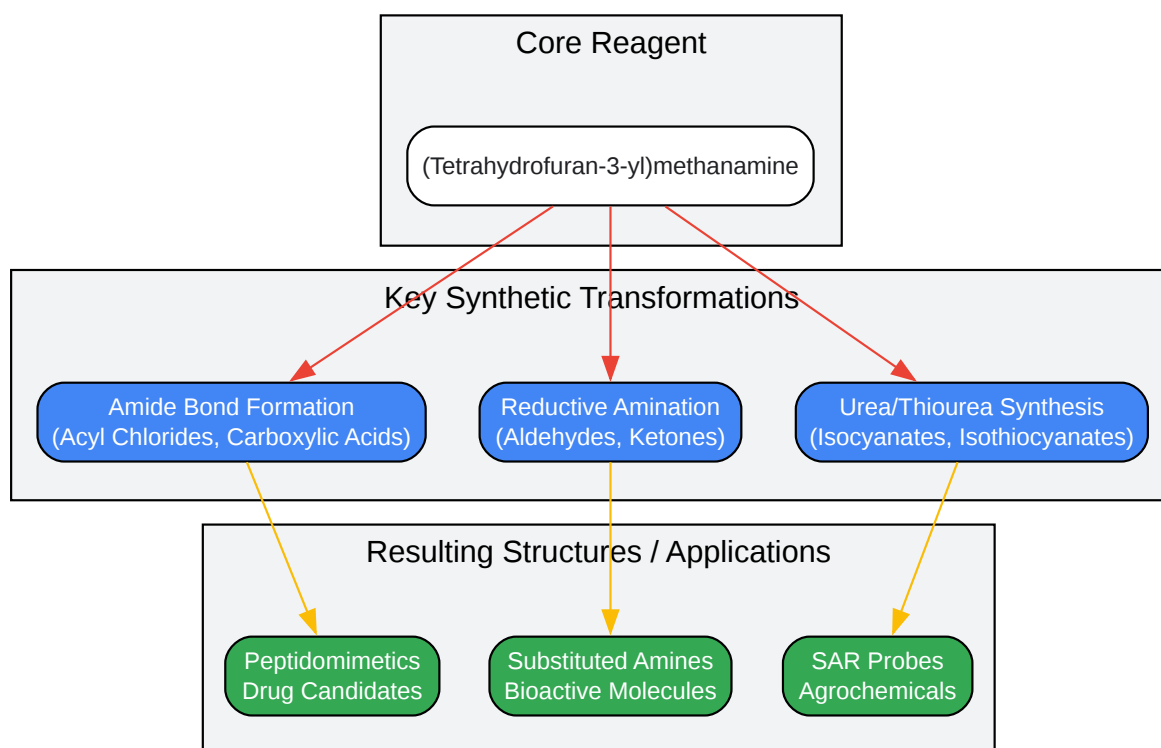 Core Reagent
(Tetrahydrofuran-3-yl)methanamine
Key Synthetic Transformations
Amide Bond Formation
(Acyl Chlorides, Carboxylic Acids)
Reductive Amination
(Aldehydes, Ketones)
Urea/Thiourea Synthesis
(Isocyanates, Isothiocyanates)
Resulting Structures / Applications
Peptidomimetics
Drug Candidates
Substituted Amines
Bioactive Molecules
SAR Probes
Agrochemicals